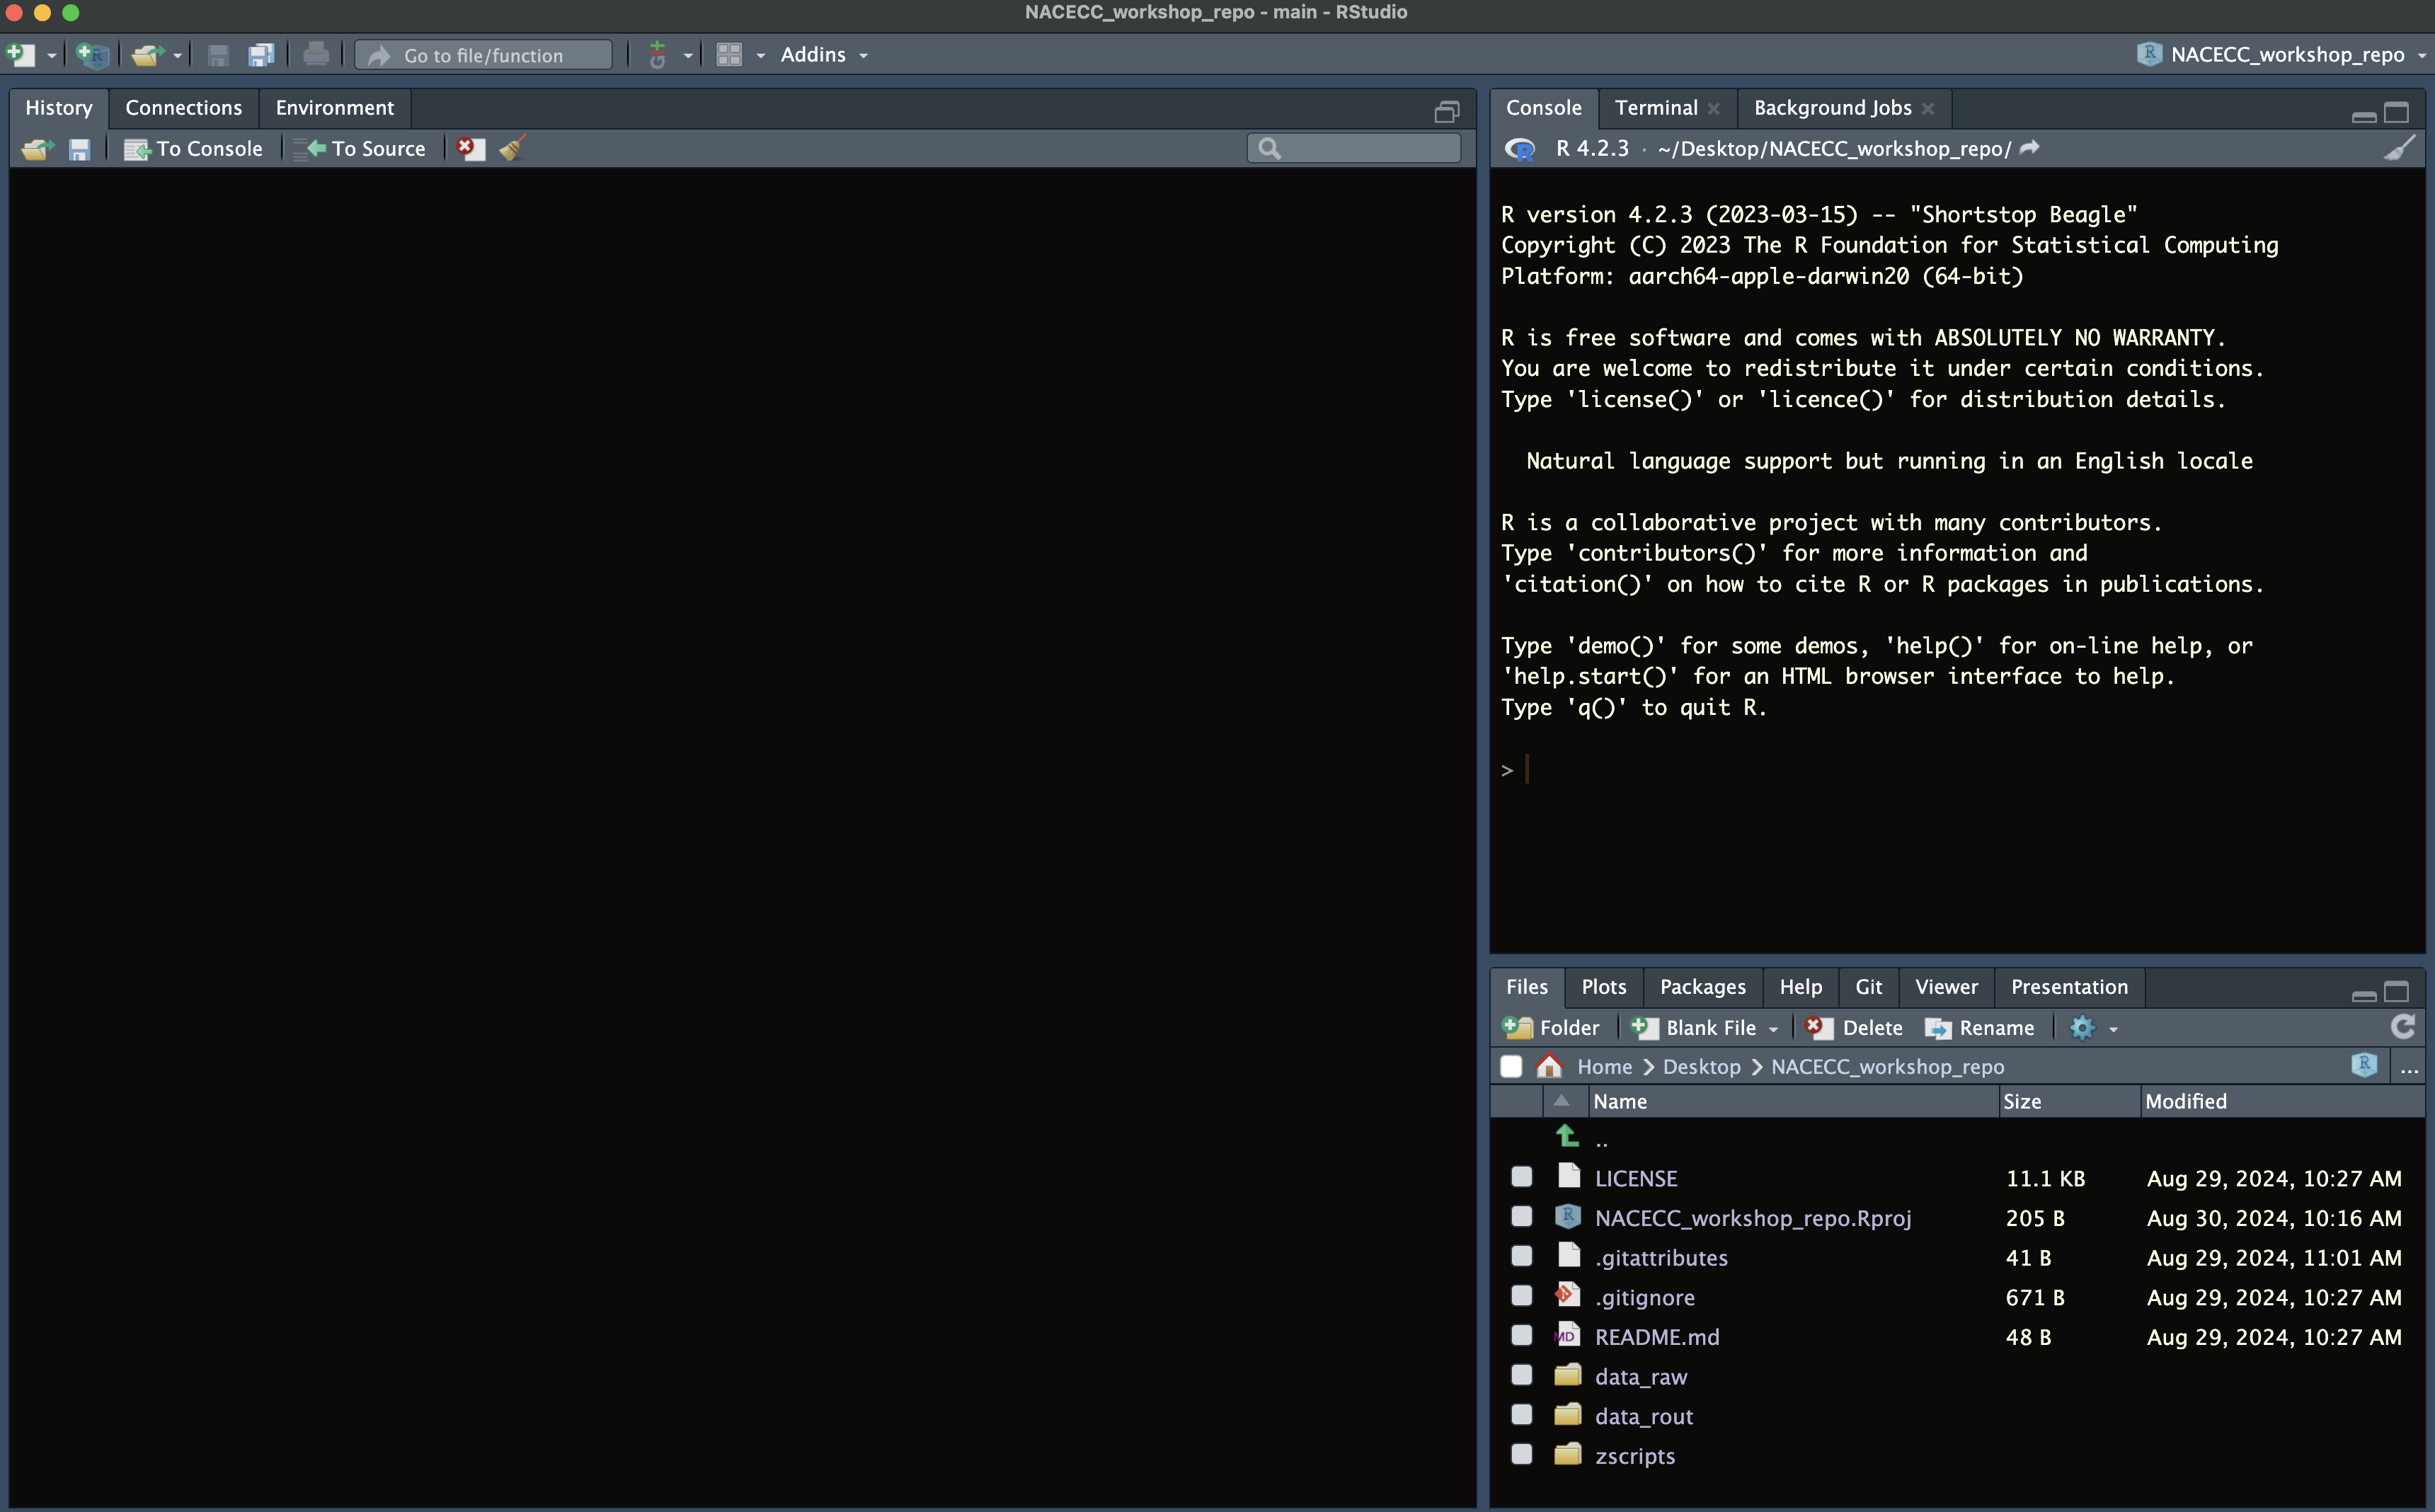 NACECC_workshop_repo - main - RStudio
Go to file/function
Addins
NACECC_workshop_repo
History
Connections
Environment
To Console
To Source
Console
Terminal
Background Jobs
R 4.2.3 · ~/Desktop/NACECC_workshop_repo/
R version 4.2.3 (2023-03-15) -- "Shortstop Beagle"
Copyright (C) 2023 The R Foundation for Statistical Computing
Platform: aarch64-apple-darwin20 (64-bit)
R is free software and comes with ABSOLUTELY NO WARRANTY.
You are welcome to redistribute it under certain conditions.
Type 'license()' or 'licence()' for distribution details.
Natural language support but running in an English locale
R is a collaborative project with many contributors.
Type 'contributors()' for more information and
'citation()' on how to cite R or R packages in publications.
Type 'demo()' for some demos, 'help()' for on-line help, or
'help.start()' for an HTML browser interface to help.
Type 'q()' to quit R.
>
Files
Plots
Packages
Help
Git
Viewer
Presentation
Folder
Blank File
Delete
Rename
Home
Desktop
NACECC_workshop_repo
...
Name Size Modified
..
LICENSE 11.1 KB Aug 29, 2024, 10:27 AM
NACECC_workshop_repo.Rproj 205 B Aug 30, 2024, 10:16 AM
.gitattributes 41 B Aug 29, 2024, 11:01 AM
.gitignore 671 B Aug 29, 2024, 10:27 AM
README.md 48 B Aug 29, 2024, 10:27 AM
data_raw
data_rout
zscripts